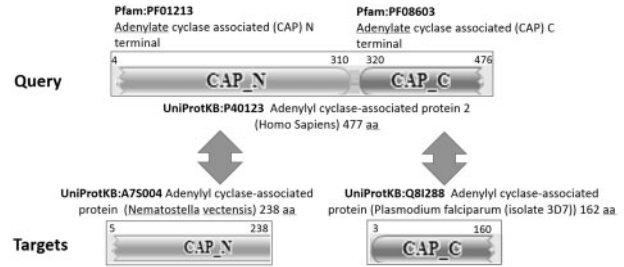 Pfam:PF01213
Adenylate cyclase associated (CAP) N
terminal
Pfam:PF08603
Adenylate cyclase associated (CAP) C
terminal
4
310
320
476
Query
CAP_N
CAP_C
UniProtKB:P40123 Adenylyl cyclase-associated protein 2
(Homo Sapiens) 477 aa
UniProtKB:A7S004 Adenylyl cyclase-associated
protein (Nematostella vectensis) 238 aa
UniProtKB:Q8I288 Adenylyl cyclase-associated
protein (Plasmodium falciparum (isolate 3D7)) 162 aa
Targets
5
238
CAP_N
3
160
CAP_C